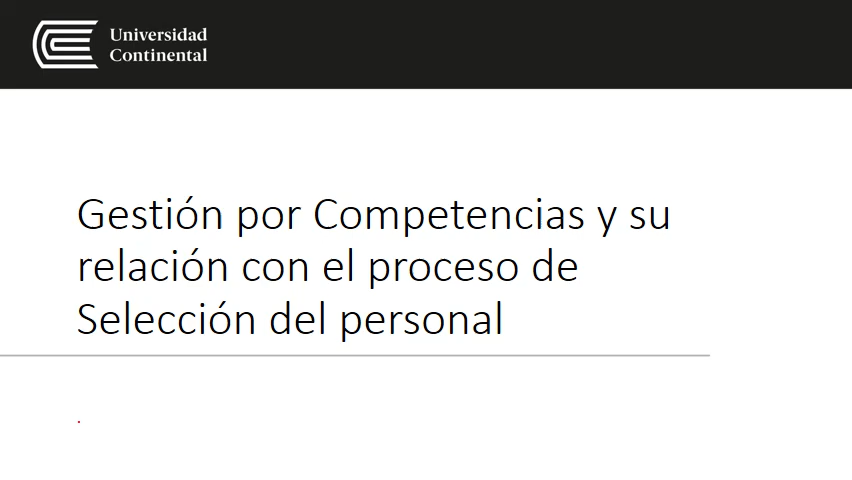 Universidad
Continental
Gestión por Competencias y su
relación con el proceso de
Selección del personal
.